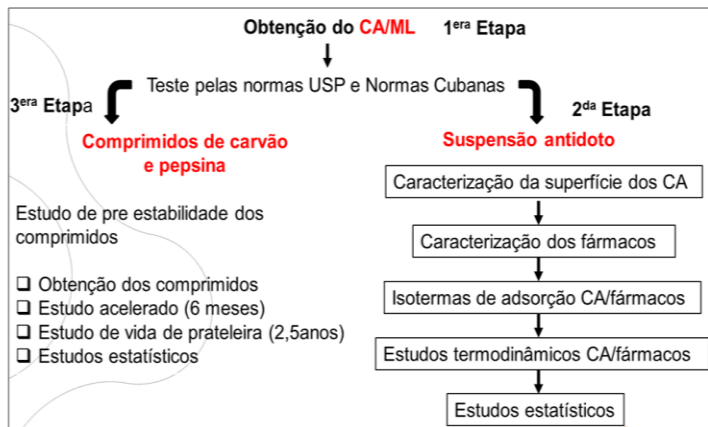 Obtenção do CA/ML 1era Etapa
Teste pelas normas USP e Normas Cubanas
3era Etapa
2da Etapa
Comprimidos de carvão
e pepsina
Estudo de pre estabilidade dos
comprimidos
❑ Obtenção dos comprimidos
❑ Estudo acelerado (6 meses)
❑ Estudo de vida de prateleira (2,5anos)
❑ Estudos estatísticos
Suspensão antidoto
Caracterização da superfície dos CA
Caracterização dos fármacos
Isotermas de adsorção CA/fármacos
Estudos termodinâmicos CA/fármacos
Estudos estatísticos